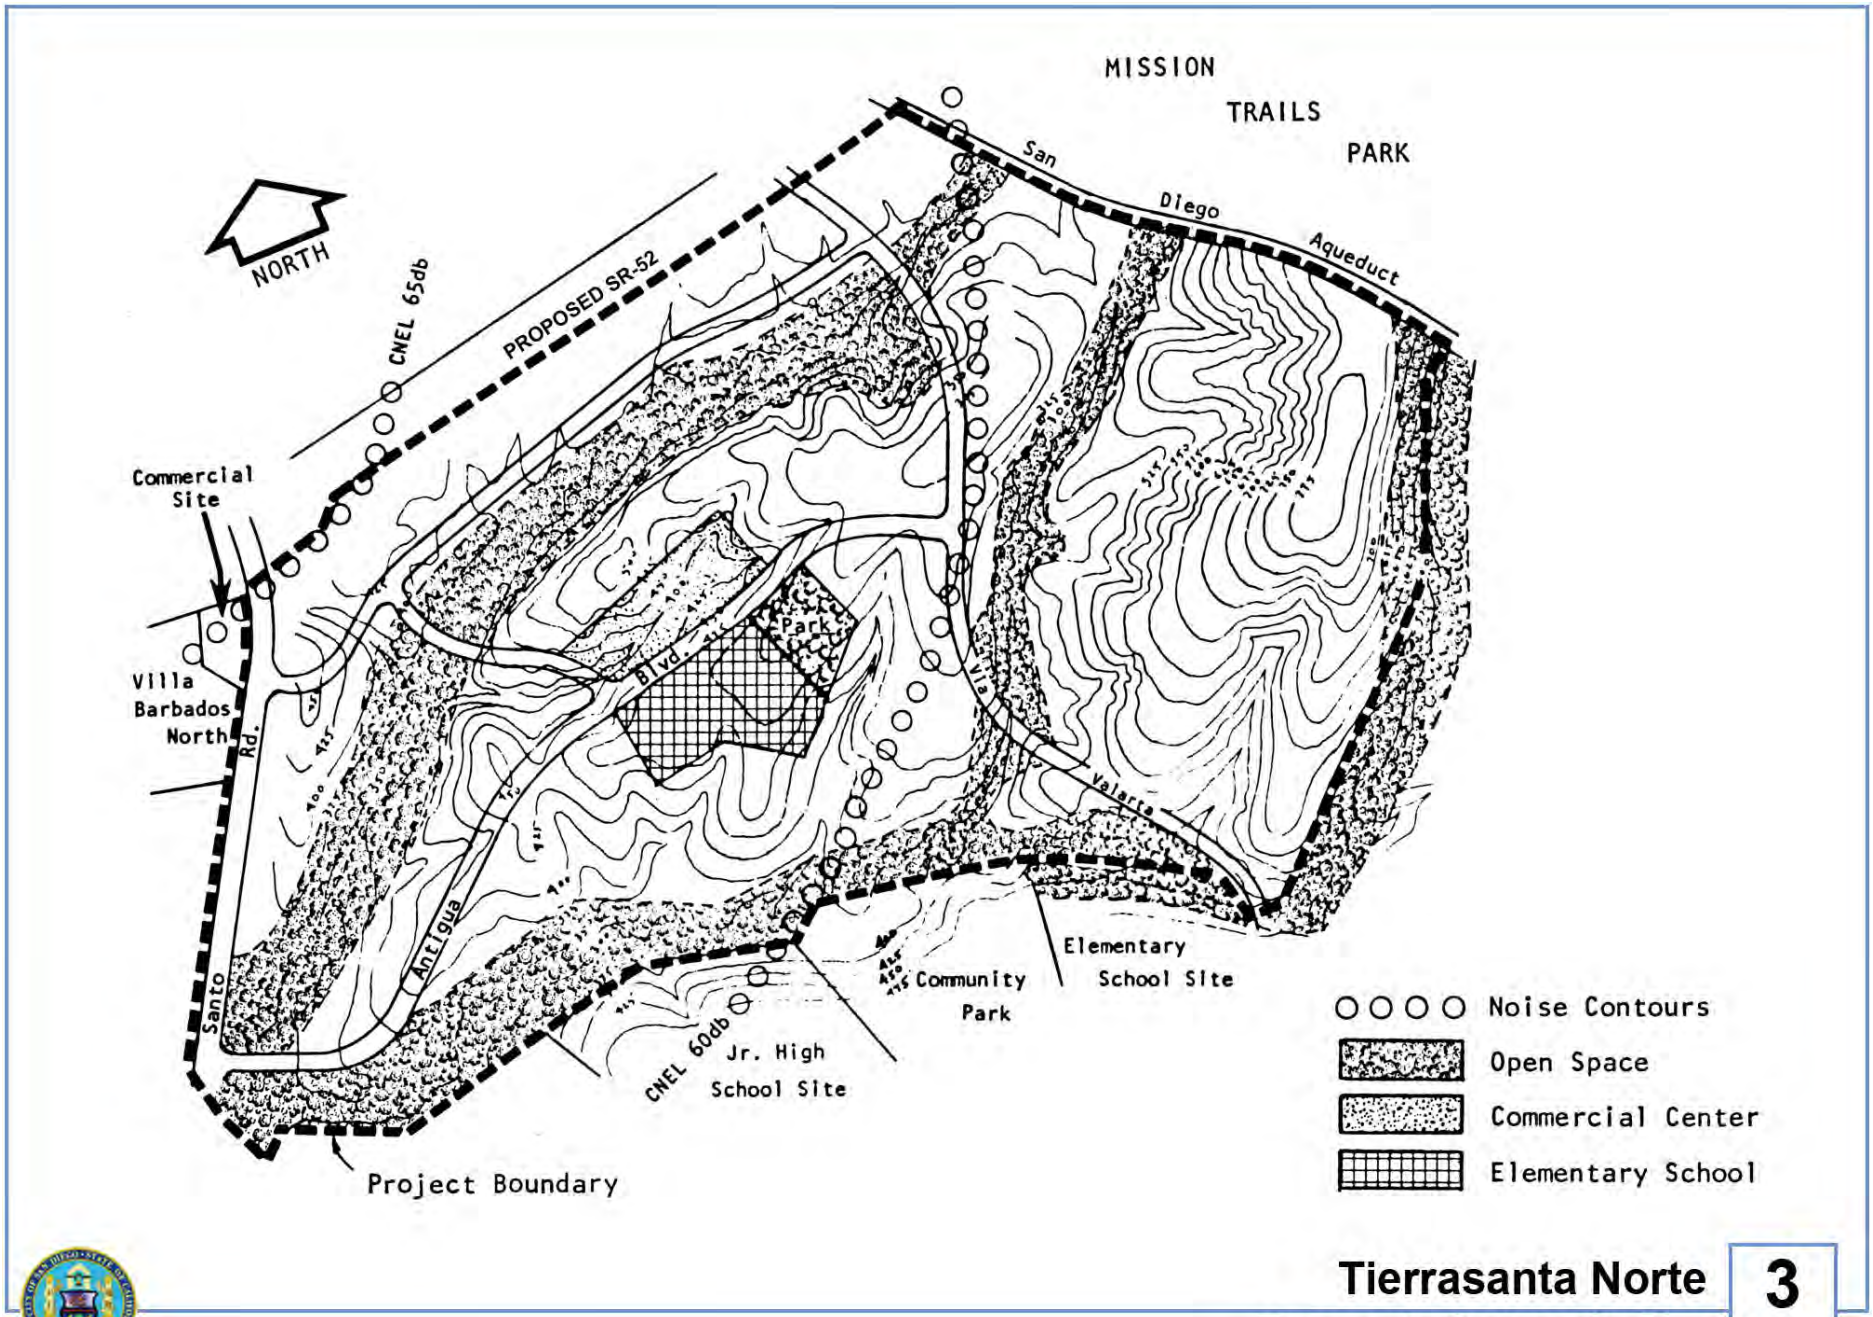 MISSION
TRAILS
PARK
San
Diego
Aqueduct
NORTH
CNEL 65db
PROPOSED SR-52
Commercial
Site
Villa
Barbados
North
Rd.
Santo
Antigua
Blvd.
Park
Via
Valarta
Elementary
School Site
Community
Park
Jr. High
School Site
CNEL 60db
Project Boundary
Noise Contours
Open Space
Commercial Center
Elementary School
Tierrasanta Norte
3